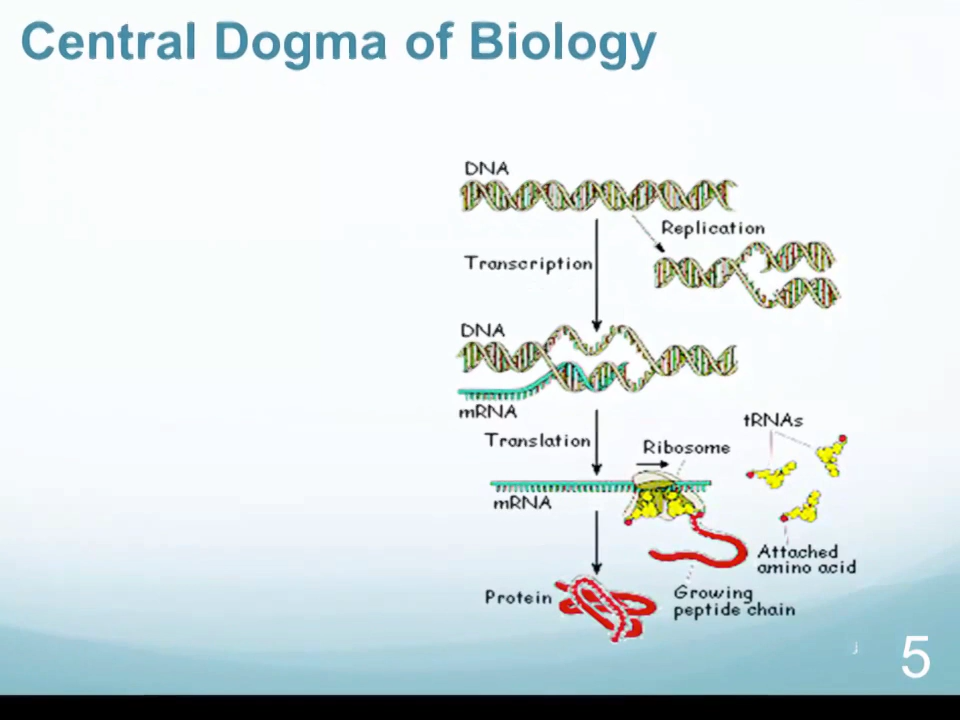 Central Dogma of Biology
DNA
Replication
Transcription
DNA
mRNA
Translation
tRNAs
Ribosome
mRNA
Attached
amino acid
Growing
peptide chain
Protein
5